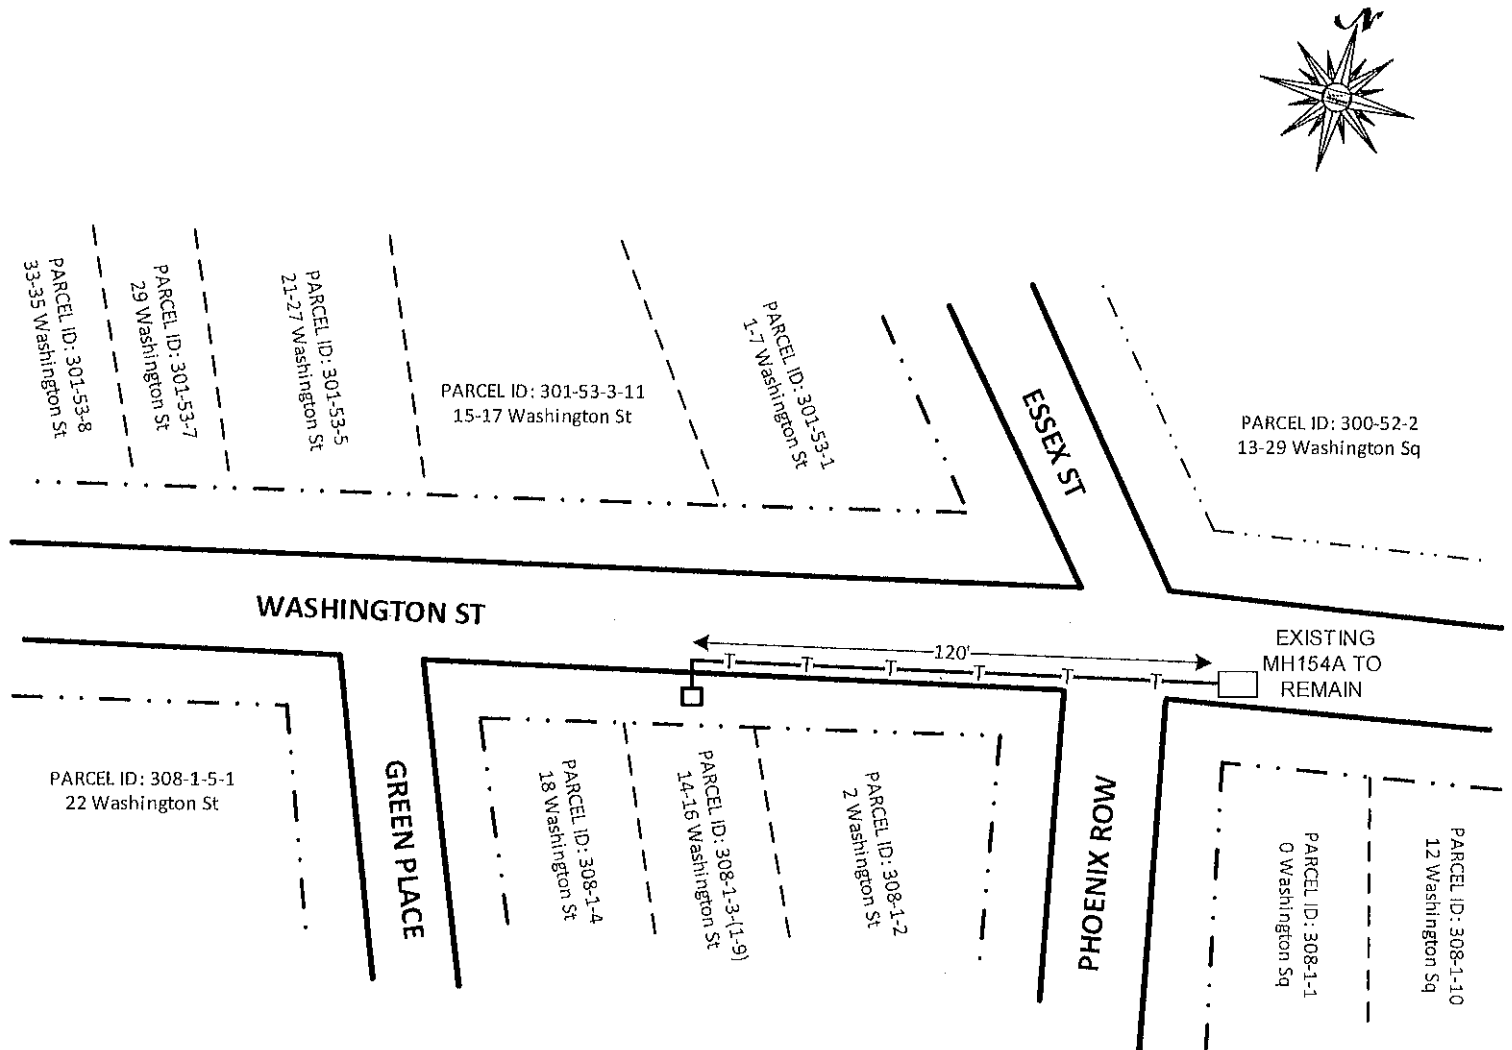 N
PARCEL ID: 301-53-8
33-35 Washington St
PARCEL ID: 301-53-7
29 Washington St
PARCEL ID: 301-53-5
21-27 Washington St
PARCEL ID: 301-53-3-11
15-17 Washington St
PARCEL ID: 301-53-1
1-7 Washington St
ESSEX ST
PARCEL ID: 300-52-2
13-29 Washington Sq
WASHINGTON ST
120'
T T T T T T
EXISTING
MH154A TO
REMAIN
PARCEL ID: 308-1-5-1
22 Washington St
GREEN PLACE
PARCEL ID: 308-1-4
18 Washington St
PARCEL ID: 308-1-3-(1-9)
14-16 Washington St
PARCEL ID: 308-1-2
2 Washington St
PHOENIX ROW
PARCEL ID: 308-1-1
0 Washington Sq
PARCEL ID: 308-1-10
12 Washington Sq